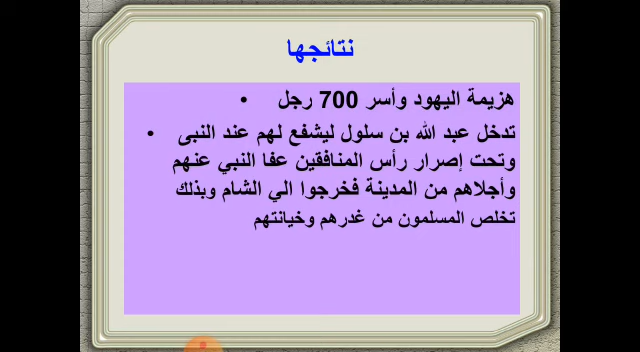 نتائجها
هزيمة اليهود وأسر 700 رجل
تدخل عبد الله بن سلول ليشفع لهم عند النبى
وتحت إصرار رأس المنافقين عفا النبي عنهم
وأجلاهم من المدينة فخرجوا الي الشام وبذلك
تخلص المسلمون من غدرهم وخيانتهم